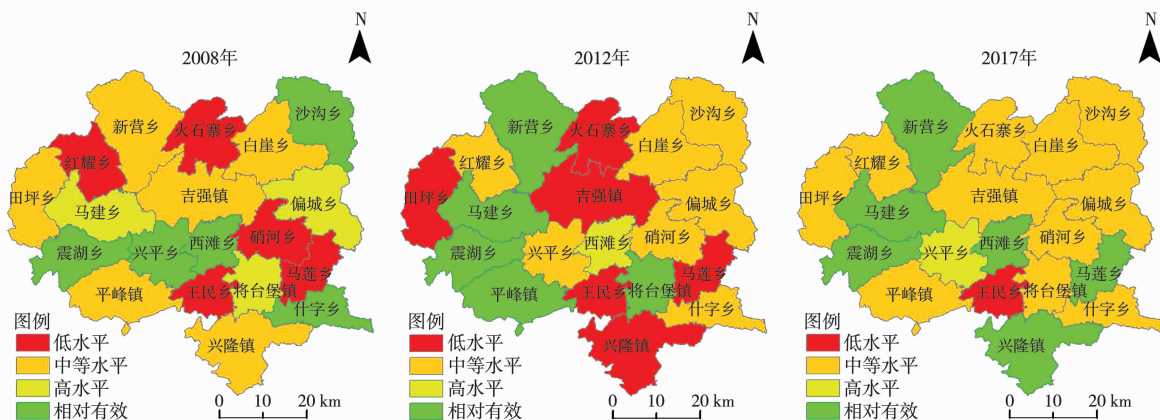 2008年
N
沙沟乡
新营乡
火石寨乡
白崖乡
红耀乡
田坪乡
吉强镇
马建乡
偏城乡
西滩乡
硝河乡
震湖乡
兴平乡
马莲乡
平峰镇
王民乡
将台堡镇
什字乡
兴隆镇
图例
低水平
中等水平
高水平
相对有效
0 10 20 km
2012年
N
沙沟乡
新营乡
火石寨乡
白崖乡
红耀乡
田坪乡
吉强镇
马建乡
偏城乡
西滩乡
硝河乡
震湖乡
兴平乡
马莲乡
平峰镇
王民乡
将台堡镇
什字乡
兴隆镇
图例
低水平
中等水平
高水平
相对有效
0 10 20 km
2017年
N
沙沟乡
新营乡
火石寨乡
白崖乡
红耀乡
田坪乡
吉强镇
马建乡
偏城乡
西滩乡
硝河乡
震湖乡
兴平乡
马莲乡
平峰镇
王民乡
将台堡镇
什字乡
兴隆镇
图例
低水平
中等水平
高水平
相对有效
0 10 20 km